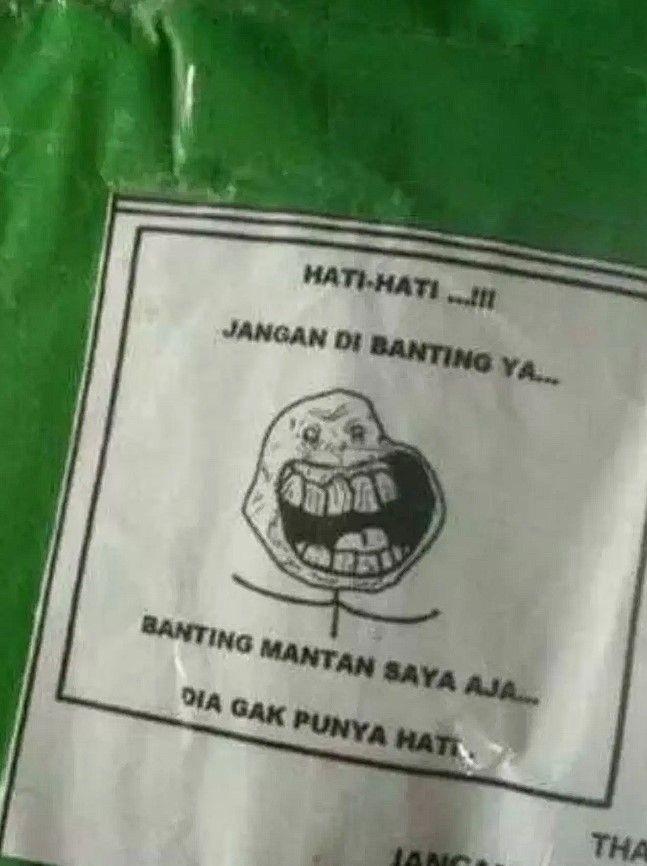 HATI-HATI ...!!!
JANGAN DI BANTING YA...
BANTING MANTAN SAYA AJA...
DIA GAK PUNYA HATI